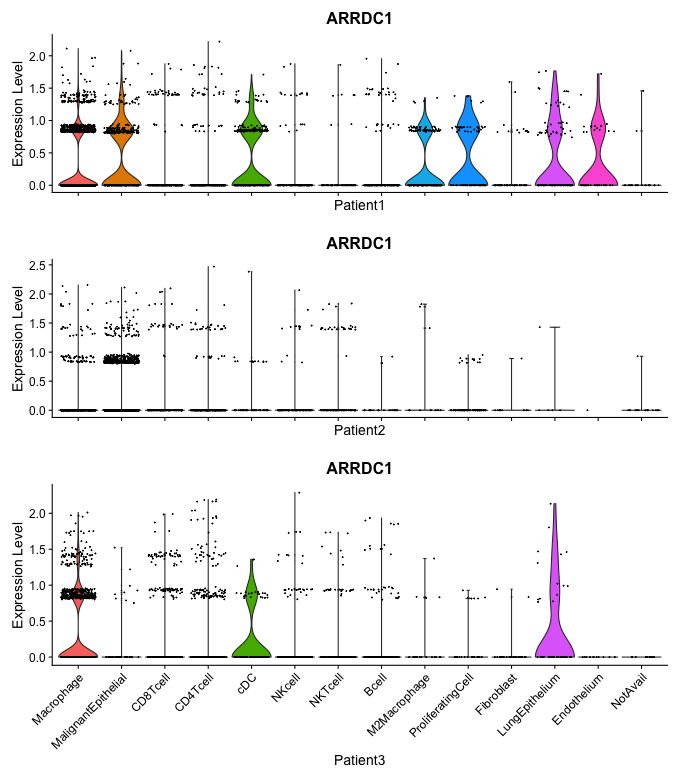 ARRDC1
Expression Level
2.0
1.5
1.0
0.5
0.0
Patient1
ARRDC1
Expression Level
2.5
2.0
1.5
1.0
0.5
0.0
Patient2
ARRDC1
Expression Level
2.0
1.5
1.0
0.5
0.0
Macrophage
MalignantEpithelial
CD8Tcell
CD4Tcell
cDC
NKcell
NKTcell
Bcell
M2Macrophage
ProliferatingCell
Fibroblast
LungEpithelium
Endothelium
NotAvail
Patient3